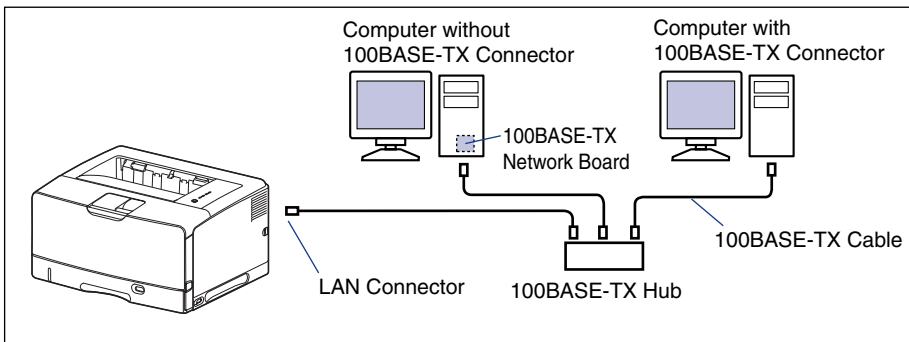 Computer without
100BASE-TX Connector
Computer with
100BASE-TX Connector
100BASE-TX
Network Board
100BASE-TX Cable
LAN Connector
100BASE-TX Hub